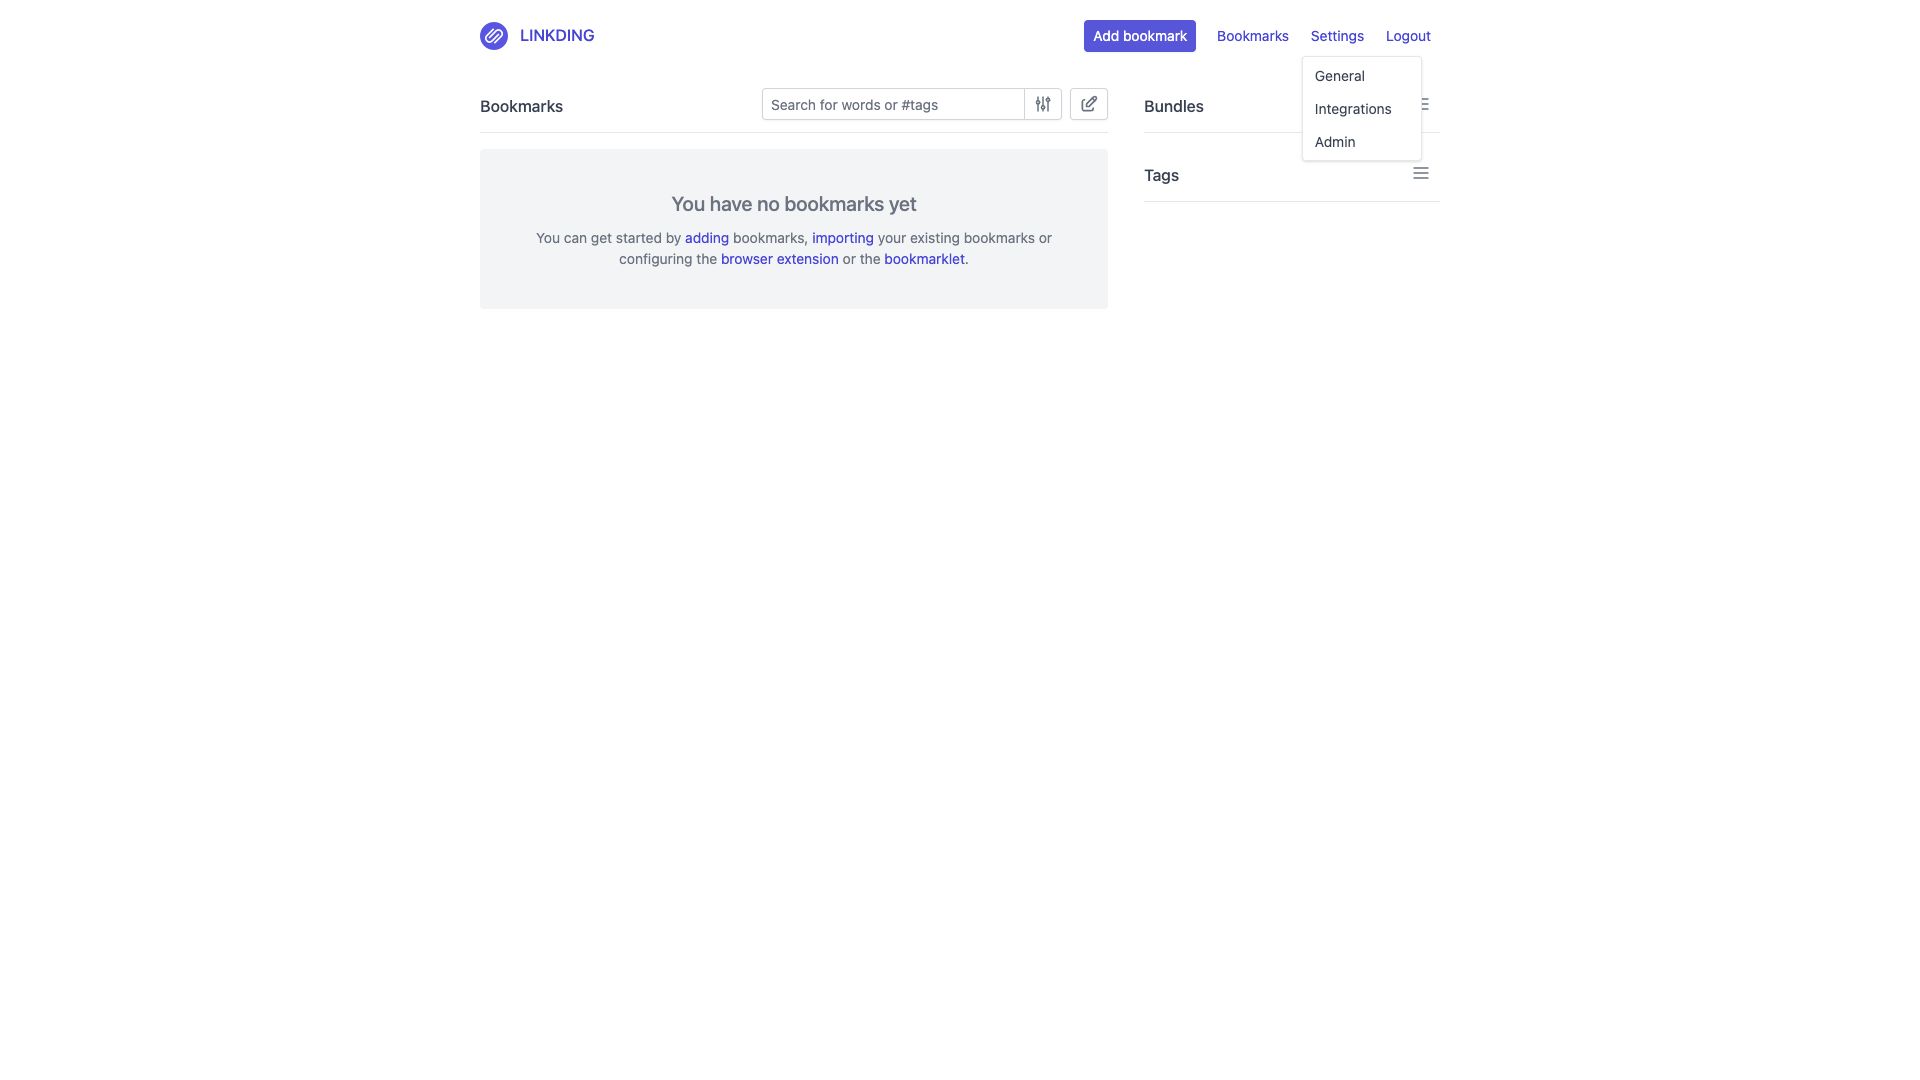 LINKDING
Add bookmark
Bookmarks
Settings
Logout
General
Integrations
Admin
Bookmarks
Search for words or #tags
Bundles
Tags
You have no bookmarks yet
You can get started by adding bookmarks, importing your existing bookmarks or
configuring the browser extension or the bookmarklet.